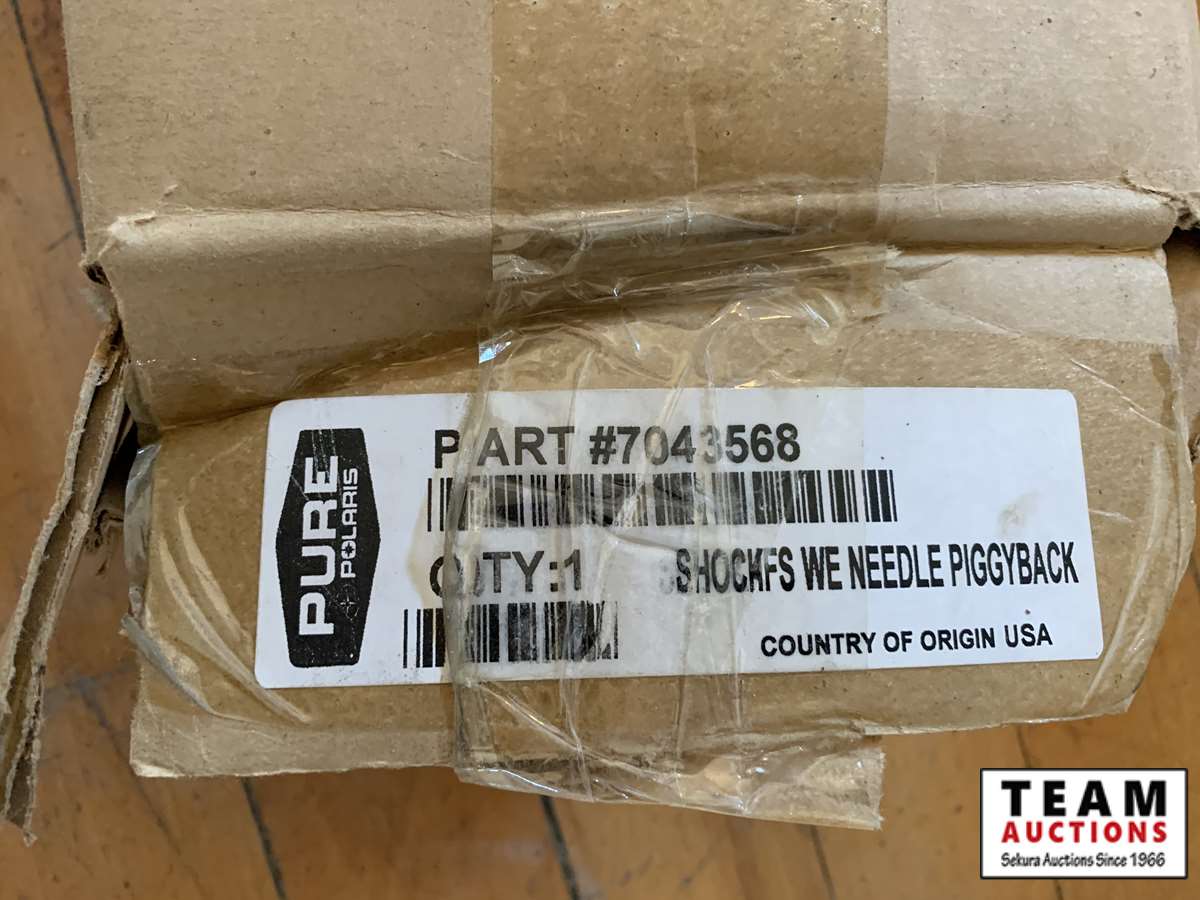 PURE
POLARIS
PART #7043568
QTY:1
SHOCKFS WE NEEDLE PIGGYBACK
COUNTRY OF ORIGIN USA
TEAM
AUCTIONS
Sekura Auctions Since 1966